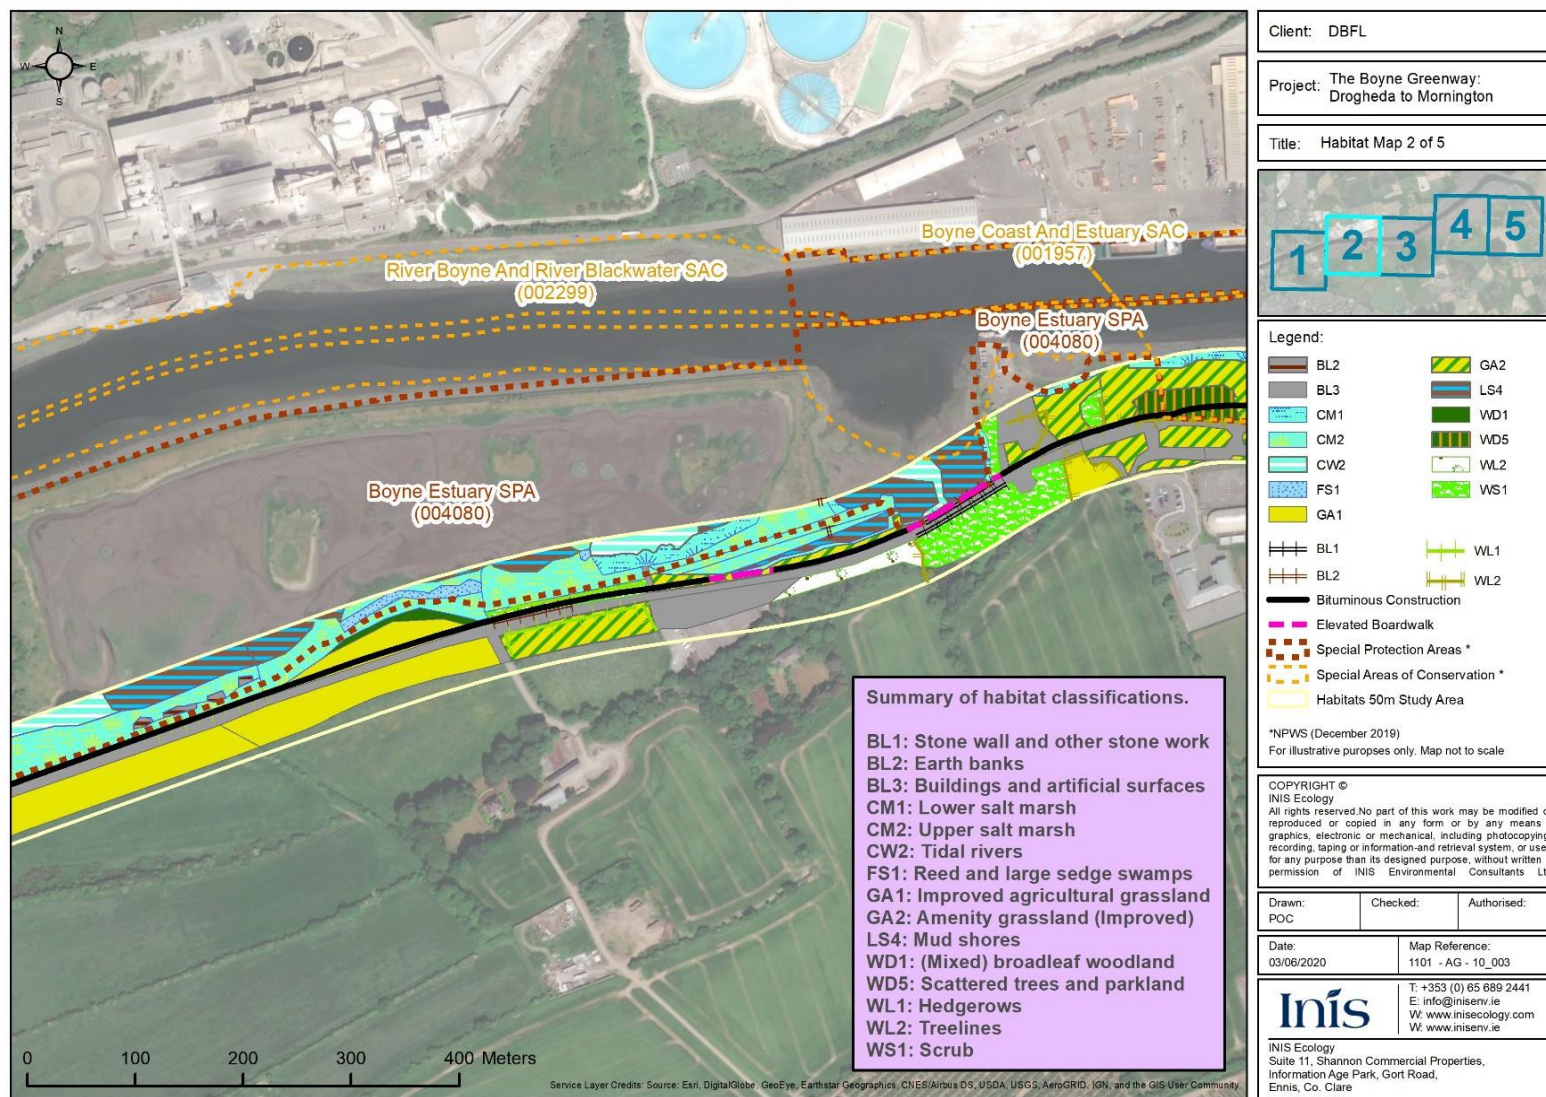 N
W
E
S
River Boyne And River Blackwater SAC
(002299)
Boyne Coast And Estuary SAC
(001957)
Boyne Estuary SPA
(004080)
Boyne Estuary SPA
(004080)
Summary of habitat classifications.
BL1: Stone wall and other stone work
BL2: Earth banks
BL3: Buildings and artificial surfaces
CM1: Lower salt marsh
CM2: Upper salt marsh
CW2: Tidal rivers
FS1: Reed and large sedge swamps
GA1: Improved agricultural grassland
GA2: Amenity grassland (Improved)
LS4: Mud shores
WD1: (Mixed) broadleaf woodland
WD5: Scattered trees and parkland
WL1: Hedgerows
WL2: Treelines
WS1: Scrub
0 100 200 300 400 Meters
Service Layer Credits: Source: Esri, DigitalGlobe, GeoEye, Earthstar Geographics, CNES/Airbus DS, USDA, USGS, AeroGRID, IGN, and the GIS User Community
Client: DBFL
Project: The Boyne Greenway:
Drogheda to Mornington
Title: Habitat Map 2 of 5
1 2 3 4 5
Legend:
BL2
BL3
CM1
CM2
CW2
FS1
GA1
GA2
LS4
WD1
WD5
WL2
WS1
BL1
BL2
WL1
WL2
Bituminous Construction
Elevated Boardwalk
Special Protection Areas *
Special Areas of Conservation *
Habitats 50m Study Area
*NPWS (December 2019)
For illustrative puropses only. Map not to scale
COPYRIGHT ©
INIS Ecology
All rights reserved.No part of this work may be modified
reproduced or copied in any form or by any means
graphics, electronic or mechanical, including photocopying
recording, taping or information-and retrieval system, or use
for any purpose than its designed purpose, without written
permission of INIS Environmental Consultants Lt
Drawn:
POC
Checked:
Authorised:
Date:
03/06/2020
Map Reference:
1101 - AG - 10_003
Inís
T: +353 (0) 65 689 2441
E: info@inisenv.ie
W: www.inisecology.com
W: www.inisenv.ie
INIS Ecology
Suite 11, Shannon Commercial Properties,
Information Age Park, Gort Road,
Ennis, Co. Clare